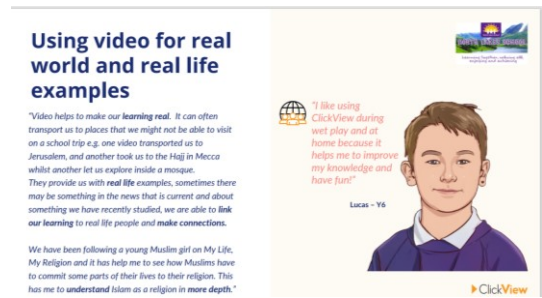 Using video for real
world and real life
examples
"Video helps to make our learning real.  It can often
transport us to places that we might not be able to visit
on a school trip e.g. one video transported us to
Jerusalem, and another took us to the Hajj in Mecca
whilst another let us explore inside a mosque.
They provide us with real life examples, sometimes there
may be something in the news that is current and about
something we have recently studied, we are able to link
our learning to real life people and make connections.
We have been following a young Muslim girl on My Life,
My Religion and it has help me to see how Muslims have
to commit some parts of their lives to their religion. This
has me to understand Islam as a religion in more depth."
"I like using
ClickView during
wet play and at
home because it
helps me to improve
my knowledge and
have fun!"
Lucas – Y6
ClickView